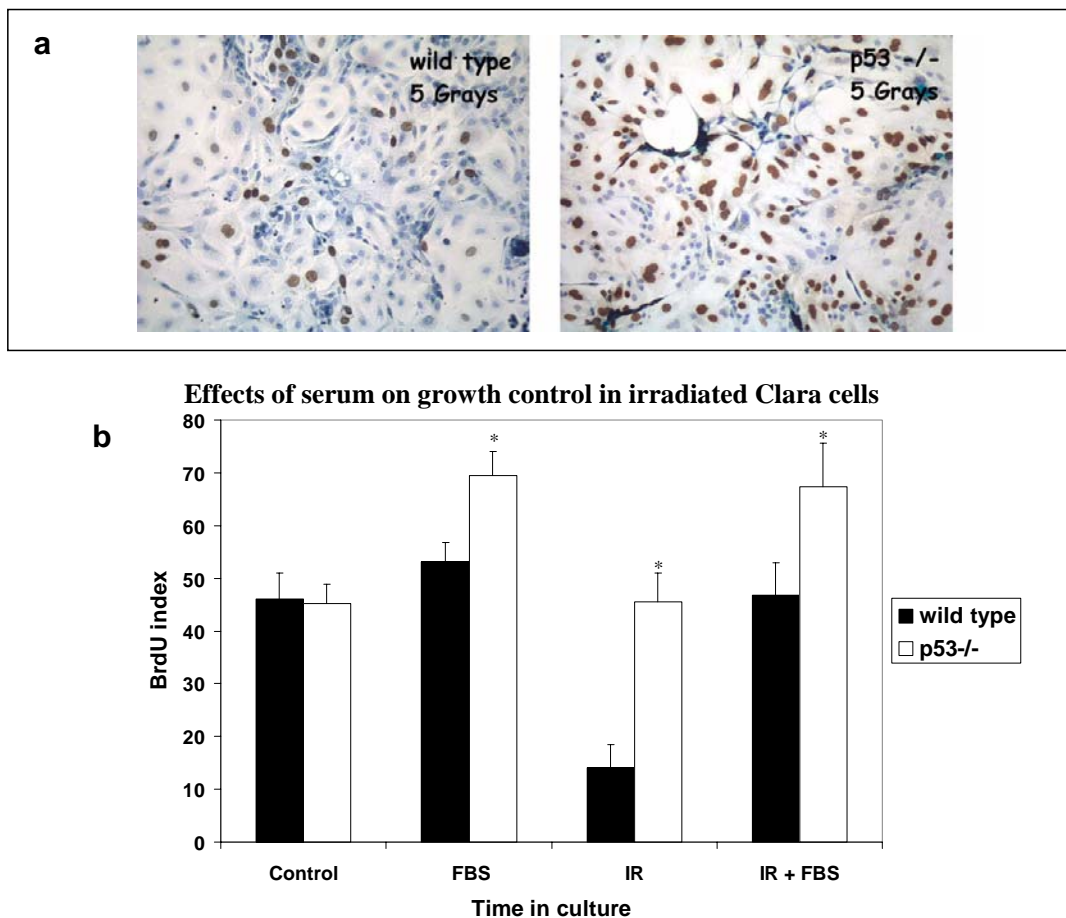 a
wild type
5 Grays
p53 -/-
5 Grays
Effects of serum on growth control in irradiated Clara cells
b
80
70
60
50
40
30
20
10
0
BrdU index
*
*
*
Control
FBS
IR
IR + FBS
Time in culture
wild type
p53-/-